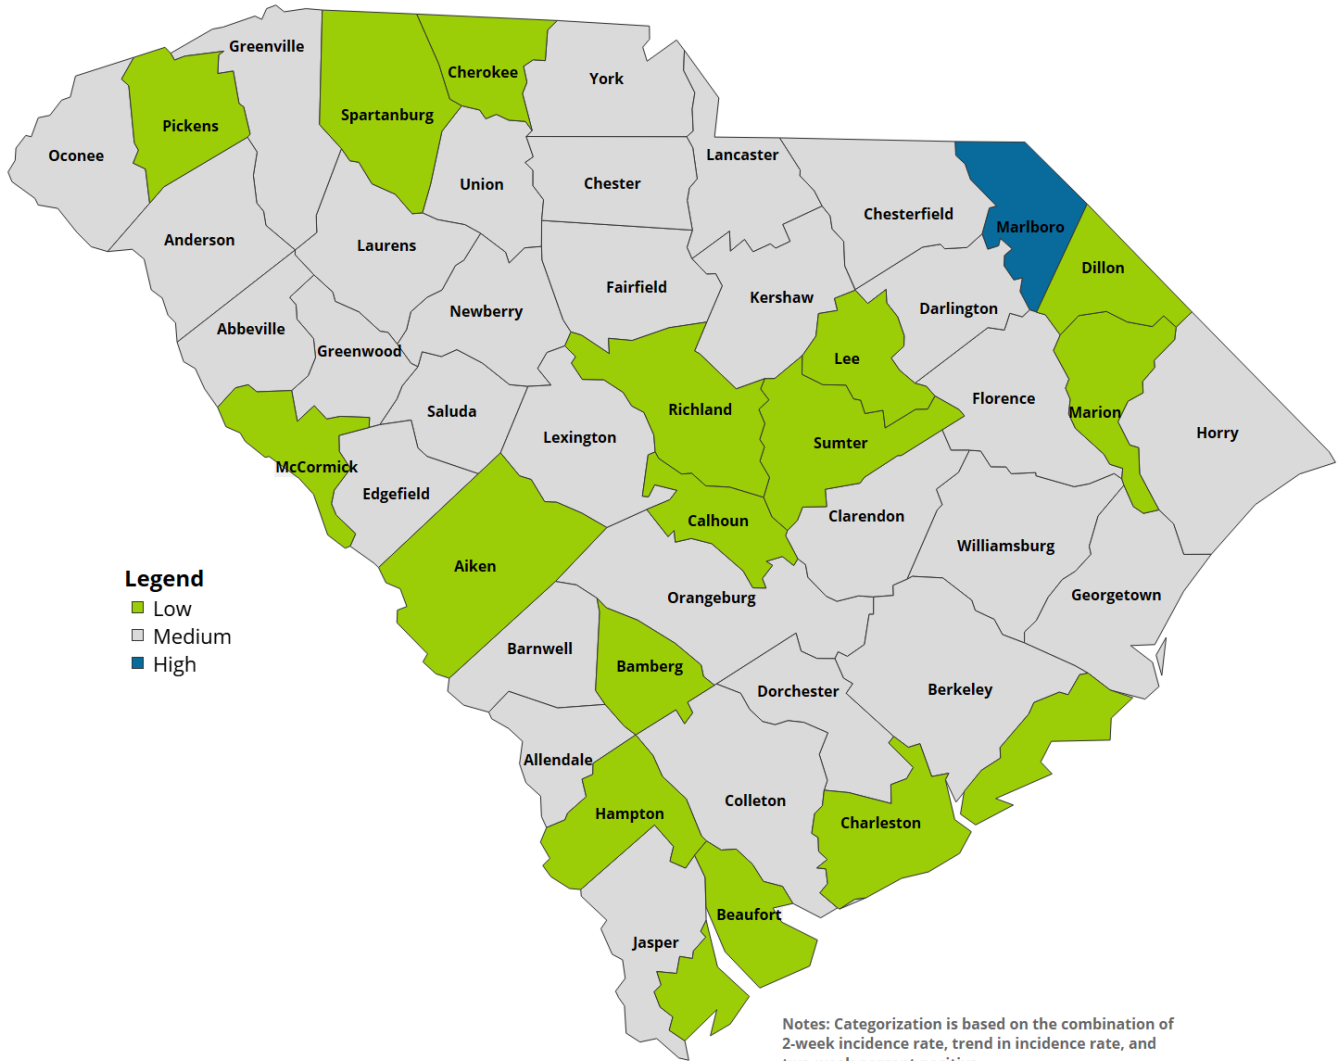 Greenville
Cherokee
York
Spartanburg
Pickens
Oconee
Lancaster
Union
Chester
Chesterfield
Marlboro
Anderson
Laurens
Dillon
Fairfield
Kershaw
Darlington
Newberry
Abbeville
Greenwood
Lee
Florence
Richland
Saluda
Marion
Horry
Lexington
Sumter
McCormick
Edgefield
Clarendon
Calhoun
Williamsburg
Aiken
Georgetown
Orangeburg
Barnwell
Bamberg
Dorchester
Berkeley
Allendale
Colleton
Hampton
Charleston
Beaufort
Jasper
Legend
Low
Medium
High
Notes: Categorization is based on the combination of
2-week incidence rate, trend in incidence rate, and